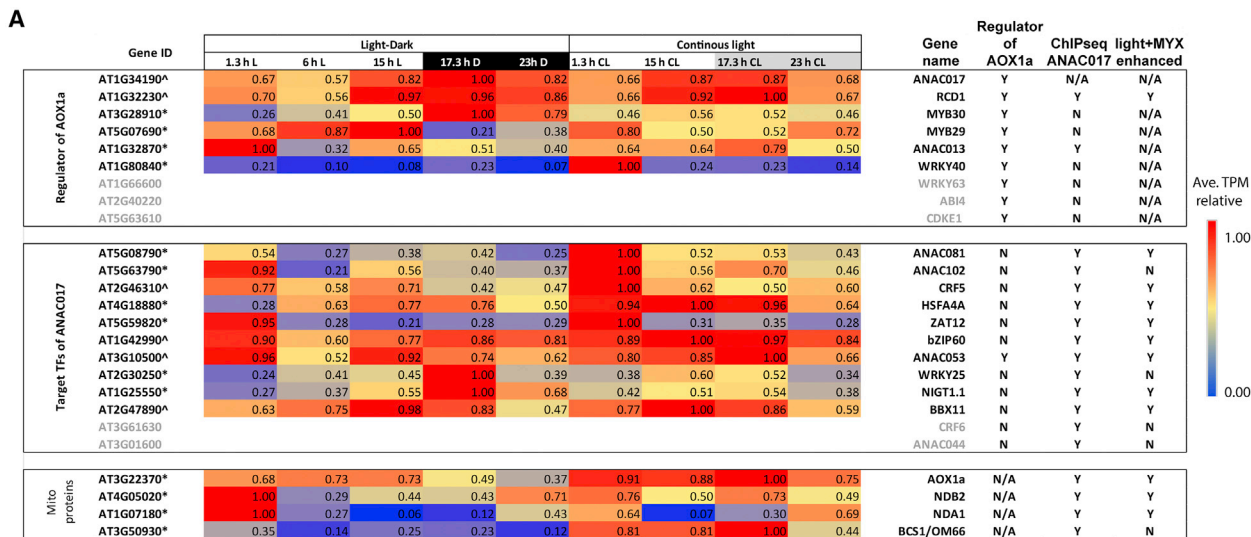 A
Gene ID Light-Dark Continous light Gene name Regulator of AOX1a ChIPseq ANAC017 light+MYX enhanced
1.3 h L 6 h L 15 h L 17.3 h D 23h D 1.3 h CL 15 h CL 17.3 h CL 23 h CL
Regulator of AOX1a
AT1G34190^ 0.67 0.57 0.82 1.00 0.82 0.66 0.87 0.87 0.68 ANAC017 Y N/A N/A
AT1G32230^ 0.70 0.56 0.97 0.96 0.86 0.66 0.92 1.00 0.67 RCD1 Y Y Y
AT3G28910* 0.26 0.41 0.50 1.00 0.79 0.46 0.56 0.52 0.46 MYB30 Y N N/A
AT5G07690* 0.68 0.87 1.00 0.21 0.38 0.80 0.50 0.52 0.72 MYB29 Y N N/A
AT1G32870* 1.00 0.32 0.65 0.51 0.40 0.64 0.64 0.79 0.50 ANAC013 Y Y N/A
AT1G80840* 0.21 0.10 0.08 0.23 0.07 1.00 0.24 0.23 0.14 WRKY40 Y N N/A
AT1G66600 WRKY63 Y N N/A
AT2G40220 ABI4 Y N N/A
AT5G63610 CDKE1 Y N N/A
Target TFs of ANAC017
AT5G08790* 0.54 0.27 0.38 0.42 0.25 1.00 0.52 0.53 0.43 ANAC081 N Y Y
AT5G63790* 0.92 0.21 0.56 0.40 0.37 1.00 0.56 0.70 0.46 ANAC102 N Y N
AT2G46310^ 0.77 0.58 0.71 0.42 0.47 1.00 0.62 0.50 0.60 CRF5 N Y Y
AT4G18880* 0.28 0.63 0.77 0.76 0.50 0.94 1.00 0.96 0.64 HSFA4A N Y Y
AT5G59820* 0.95 0.28 0.21 0.28 0.29 1.00 0.31 0.35 0.28 ZAT12 N Y Y
AT1G42990^ 0.90 0.60 0.77 0.86 0.81 0.89 1.00 0.97 0.84 bZIP60 N Y Y
AT3G10500^ 0.96 0.52 0.92 0.74 0.62 0.80 0.85 1.00 0.66 ANAC053 Y Y Y
AT2G30250* 0.24 0.41 0.45 1.00 0.39 0.38 0.60 0.52 0.34 WRKY25 N Y N
AT1G25550* 0.27 0.37 0.55 1.00 0.68 0.42 0.51 0.54 0.38 NIGT1.1 N Y Y
AT2G47890^ 0.63 0.75 0.98 0.83 0.47 0.77 1.00 0.86 0.59 BBX11 N Y Y
AT3G61630 CRF6 N Y N
AT3G01600 ANAC044 N Y N
Mito proteins
AT3G22370* 0.68 0.73 0.73 0.49 0.37 0.91 0.88 1.00 0.75 AOX1a N/A Y Y
AT4G05020* 1.00 0.29 0.44 0.43 0.71 0.76 0.50 0.73 0.49 NDB2 N/A Y Y
AT1G07180* 1.00 0.27 0.06 0.12 0.43 0.64 0.07 0.30 0.69 NDA1 N/A Y Y
AT3G50930* 0.35 0.14 0.25 0.23 0.12 0.81 0.81 1.00 0.44 BCS1/OM66 N/A Y N
Ave. TPM
relative
1.00
0.00